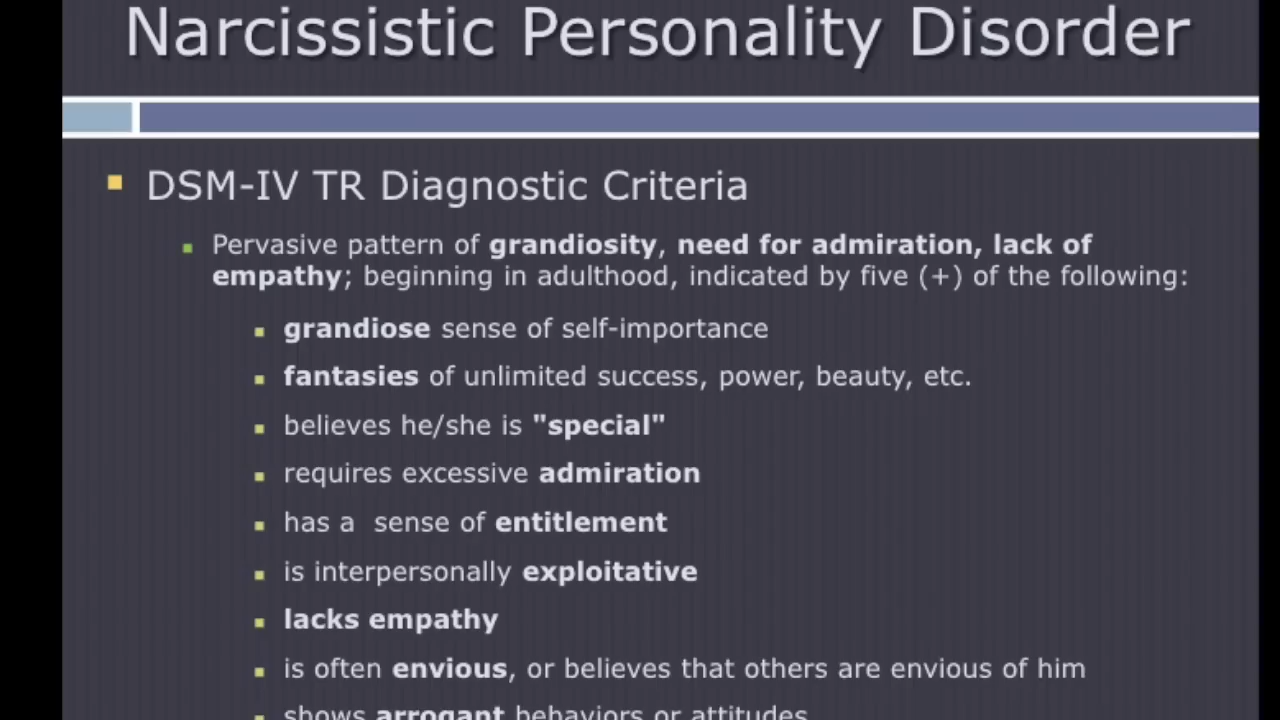 Narcissistic Personality Disorder
DSM-IV TR Diagnostic Criteria
Pervasive pattern of grandiosity, need for admiration, lack of
empathy; beginning in adulthood, indicated by five (+) of the following:
grandiose sense of self-importance
fantasies of unlimited success, power, beauty, etc.
believes he/she is "special"
requires excessive admiration
has a  sense of entitlement
is interpersonally exploitative
lacks empathy
is often envious, or believes that others are envious of him
shows arrogant behaviors or attitudes